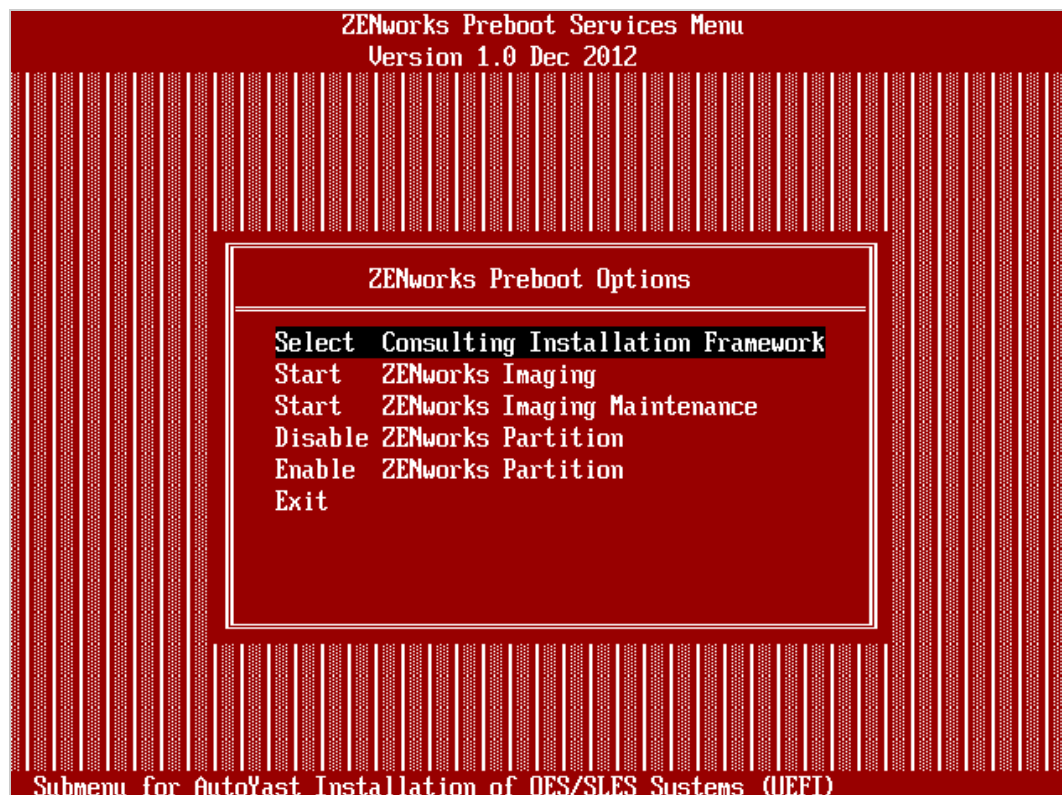 ZENworks Preboot Services Menu
Version 1.0 Dec 2012
ZENworks Preboot Options
Select Consulting Installation Framework
Start ZENworks Imaging
Start ZENworks Imaging Maintenance
Disable ZENworks Partition
Enable ZENworks Partition
Exit
Submenu for AutoYast Installation of OES/SLES Systems (UEFI)